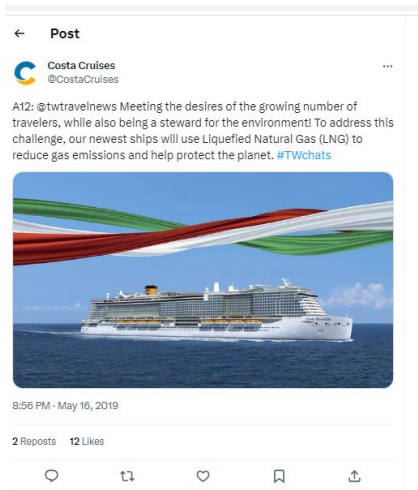 Post
Costa Cruises
@CostaCruises
A12: @twtravelnews Meeting the desires of the growing number of
travelers, while also being a steward for the environment! To address this
challenge, our newest ships will use Liquefied Natural Gas (LNG) to
reduce gas emissions and help protect the planet. #TWchats
8:56 PM · May 16, 2019
2 Reposts 12 Likes